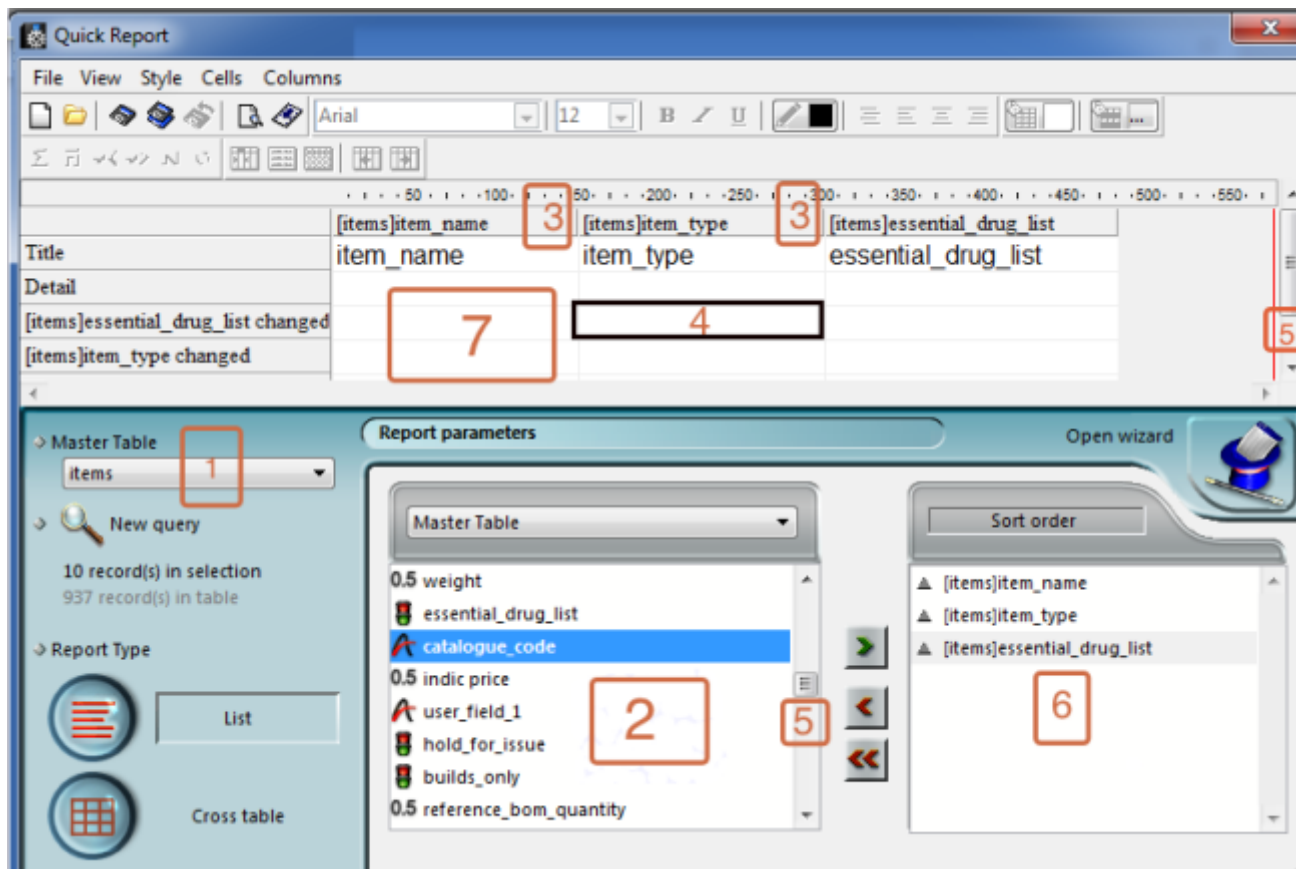 Quick Report
File View Style Cells Columns
Arial 12 B I U
50 100 50 200 250 300 350 400 450 500 550
[items]item_name 3 [items]item_type 3 [items]essential_drug_list
Title item_name item_type essential_drug_list
Detail
[items]essential_drug_list changed 7 4 5
[items]item_type changed
Master Table Report parameters Open wizard
items 1
New query Master Table Sort order
10 record(s) in selection 0.5 weight [items]item_name
937 record(s) in table essential_drug_list [items]item_type
Report Type catalogue_code [items]essential_drug_list
0.5 indic price
List user_field_1 2 5 6
hold_for_issue
builds_only
Cross table 0.5 reference_bom_quantity